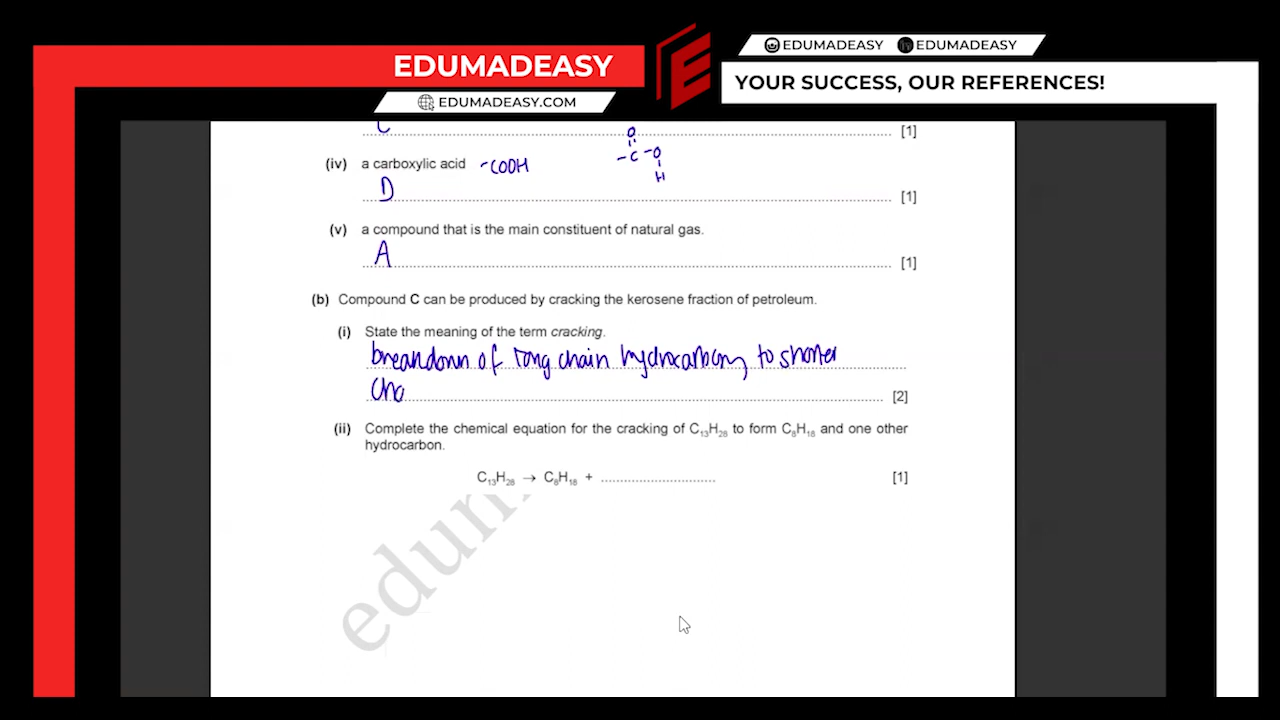 EDUMADEASY
EDUMADEASY.COM
EDUMADEASY EDUMADEASY
YOUR SUCCESS, OUR REFERENCES!
C [1]
(iv) a carboxylic acid -COOH
O
- C - O
H
D [1]
(v) a compound that is the main constituent of natural gas.
A [1]
(b) Compound C can be produced by cracking the kerosene fraction of petroleum.
(i) State the meaning of the term cracking.
breakdown of long chain hydrocarbons to shorter
cha [2]
(ii) Complete the chemical equation for the cracking of C₁₃H₂₈ to form C₈H₁₈ and one other
hydrocarbon.
C₁₃H₂₈ → C₈H₁₈ + .............................. [1]
edum